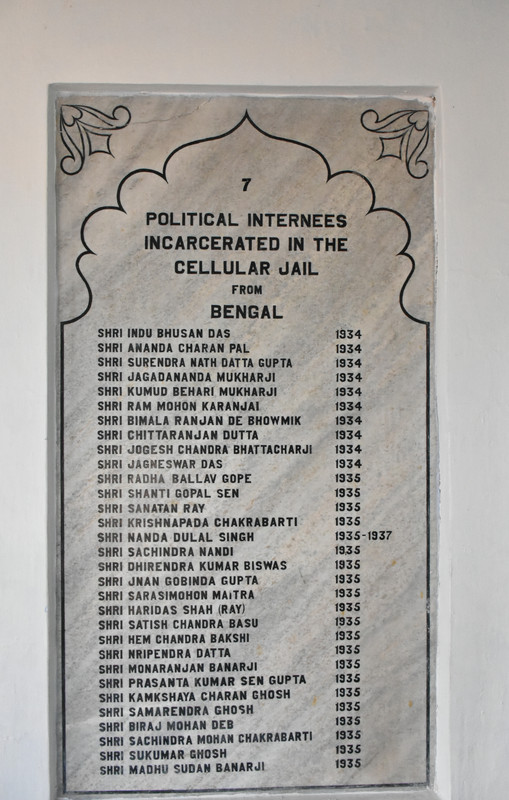 7
POLITICAL INTERNEES
INCARCERATED IN THE
CELLULAR JAIL
FROM
BENGAL
SHRI INDU BHUSAN DAS 1934
SHRI ANANDA CHARAN PAL 1934
SHRI SURENDRA NATH DATTA GUPTA 1934
SHRI JAGADANANDA MUKHARJI 1934
SHRI KUMUD BEHARI MUKHARJI 1934
SHRI RAM MOHON KARANJAI 1934
SHRI BIMALA RANJAN DE BHOWMIK 1934
SHRI CHITTARANJAN DUTTA 1934
SHRI JOGESH CHANDRA BHATTACHARJI 1934
SHRI JAGNESWAR DAS 1934
SHRI RADHA BALLAV GOPE 1935
SHRI SHANTI GOPAL SEN 1935
SHRI SANATAN RAY 1935
SHRI KRISHNAPADA CHAKRABARTI 1935
SHRI NANDA DULAL SINGH 1935-1937
SHRI SACHINDRA NANDI 1935
SHRI DHIRENDRA KUMAR BISWAS 1935
SHRI JNAN GOBINDA GUPTA 1935
SHRI SARASIMOHON MAITRA 1935
SHRI HARIDAS SHAH (RAY) 1935
SHRI SATISH CHANDRA BASU 1935
SHRI HEM CHANDRA BAKSHI 1935
SHRI NRIPENDRA DATTA 1935
SHRI MONARANJAN BANARJI 1935
SHRI PRASANTA KUMAR SEN GUPTA 1935
SHRI KAMKSHAYA CHARAN GHOSH 1935
SHRI SAMARENDRA GHOSH 1935
SHRI BIRAJ MOHAN DEB 1935
SHRI SACHINDRA MOHAN CHAKRABARTI 1935
SHRI SUKUMAR GHOSH 1935
SHRI MADHU SUDAN BANARJI 1935